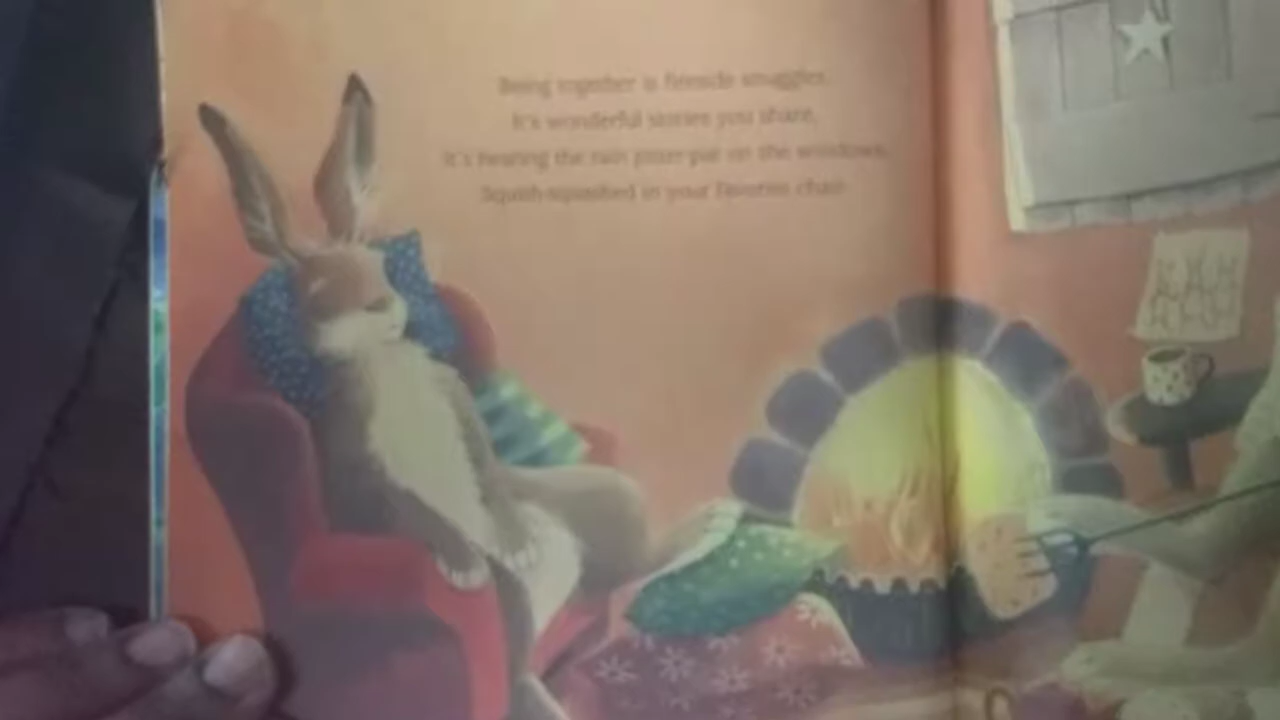 Being together is fireside snuggles.
It's wonderful stories you share,
It's hearing the rain pitter-pat on the windows,
Squish-squashed in your favorite chair.